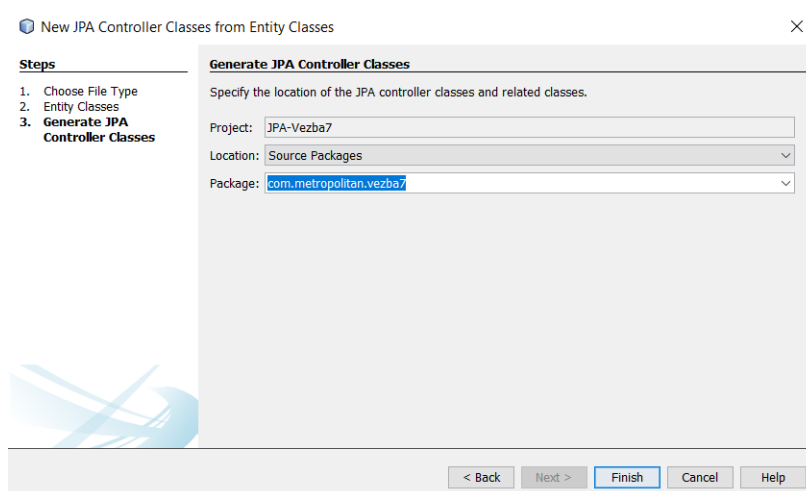 New JPA Controller Classes from Entity Classes
Steps
1. Choose File Type
2. Entity Classes
3. Generate JPA
Controller Classes
Generate JPA Controller Classes
Specify the location of the JPA controller classes and related classes.
Project: JPA-Vezba7
Location: Source Packages
Package: com.metropolitan.vezba7
< Back Next > Finish Cancel Help